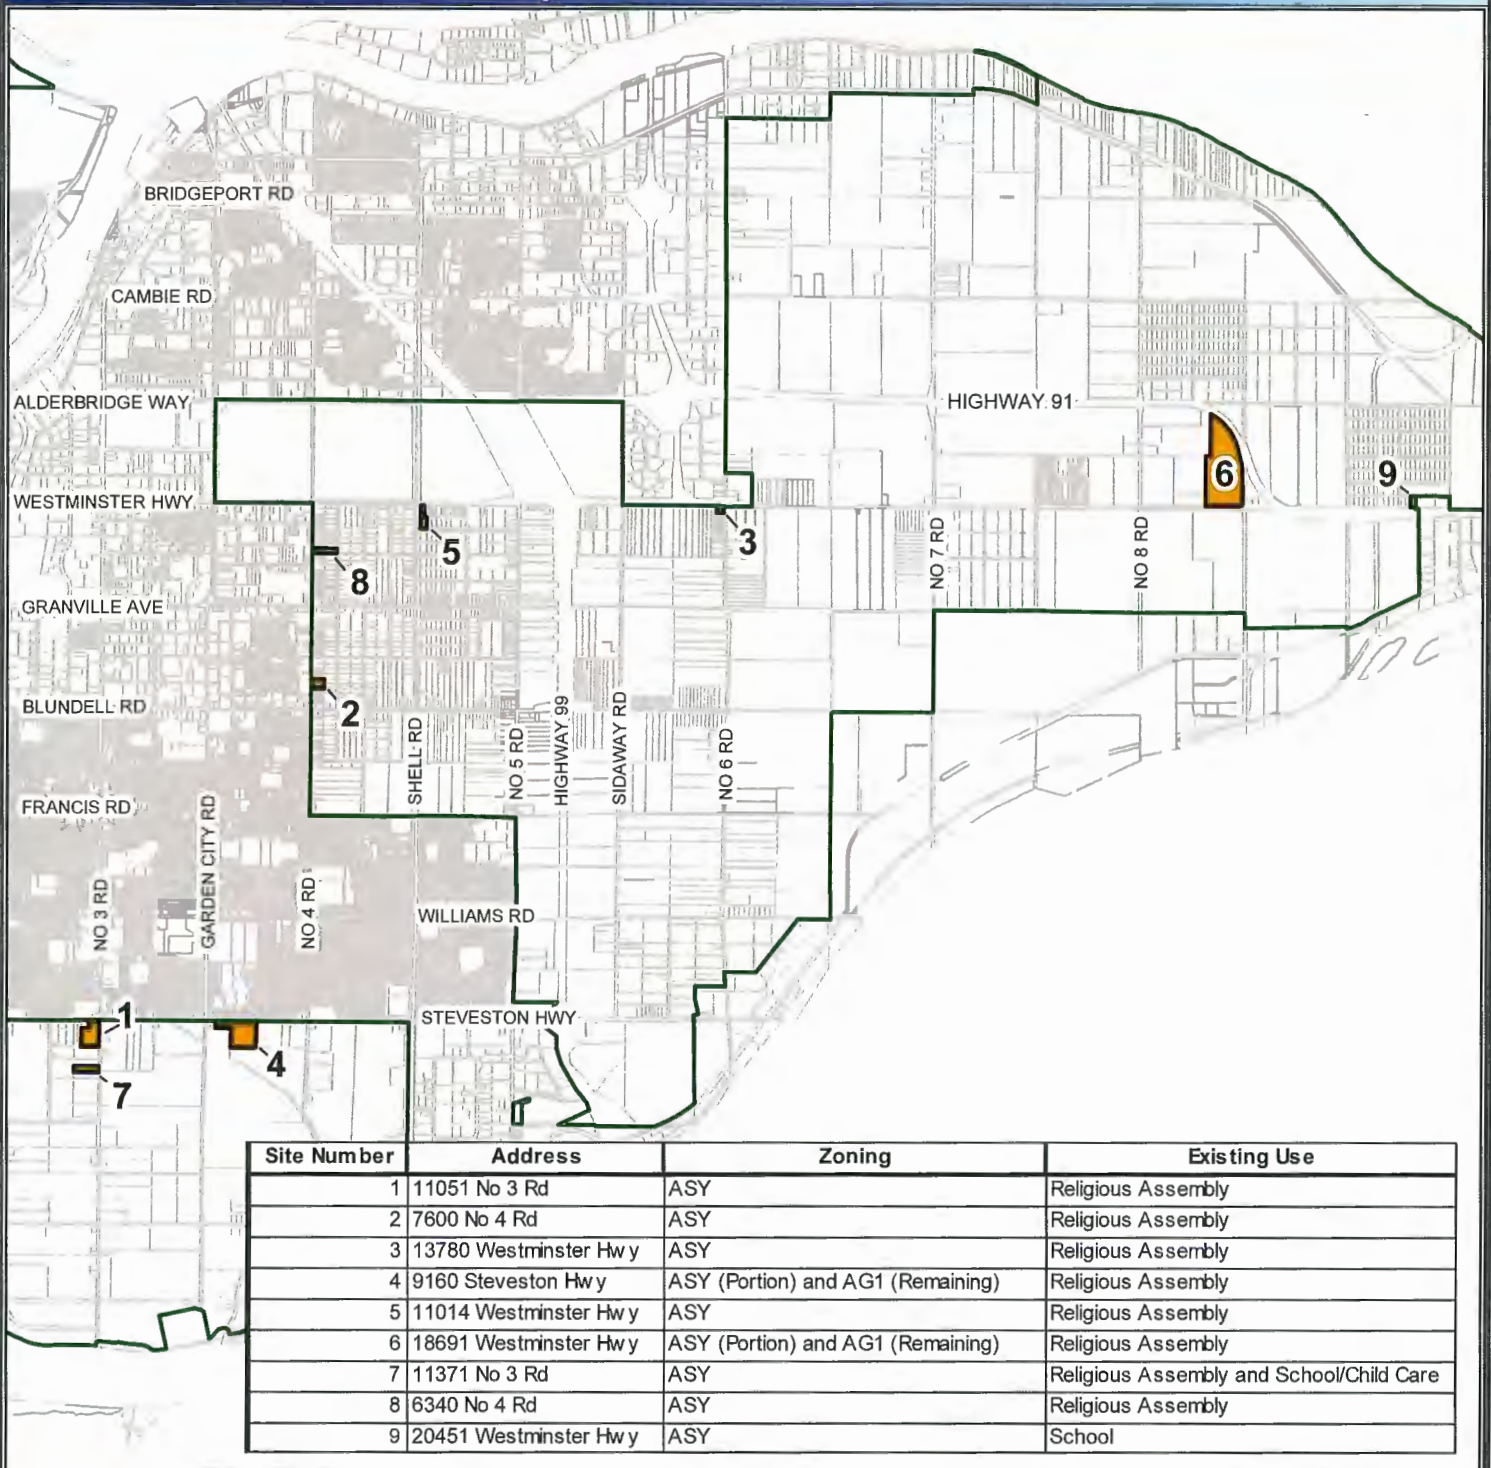 BRIDGEPORT RD
CAMBIE RD
ALDERBRIDGE WAY
HIGHWAY 91
6
9
WESTMINSTER HWY
3
5
8
NO 7 RD
NO 8 RD
GRANVILLE AVE
BLUNDELL RD
2
SHELL RD
NO 5 RD
HIGHWAY 99
SIDAWAY RD
NO 6 RD
FRANCIS RD
GARDEN CITY RD
NO 3 RD
NO 4 RD
WILLIAMS RD
1
STEVESTON HWY
4
7
Site Number Address Zoning Existing Use
1 11051 No 3 Rd ASY Religious Assembly
2 7600 No 4 Rd ASY Religious Assembly
3 13780 Westminster Hwy ASY Religious Assembly
4 9160 Steveston Hwy ASY (Portion) and AG1 (Remaining) Religious Assembly
5 11014 Westminster Hwy ASY Religious Assembly
6 18691 Westminster Hwy ASY (Portion) and AG1 (Remaining) Religious Assembly
7 11371 No 3 Rd ASY Religious Assembly and School/Child Care
8 6340 No 4 Rd ASY Religious Assembly
9 20451 Westminster Hwy ASY School